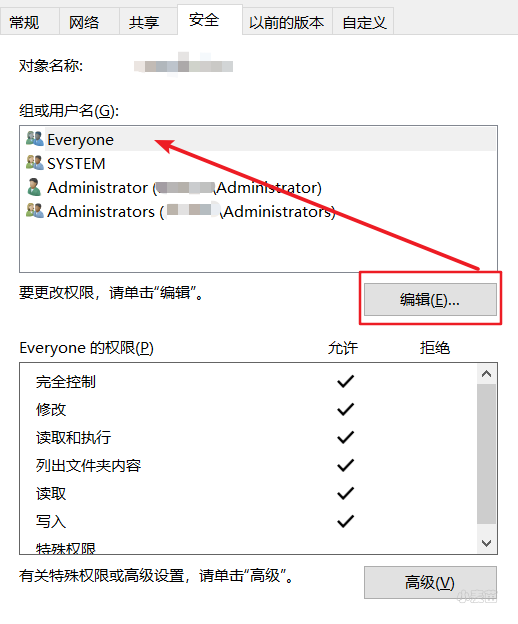 常规 网络 共享 安全 以前的版本 自定义
对象名称:
组或用户名(G):
Everyone
SYSTEM
Administrator ( \Administrator)
Administrators ( \Administrators)
要更改权限，请单击“编辑”。
编辑(E)...
Everyone 的权限(P) 允许 拒绝
完全控制
修改
读取和执行
列出文件夹内容
读取
写入
特殊权限
有关特殊权限或高级设置，请单击“高级”。
高级(V)